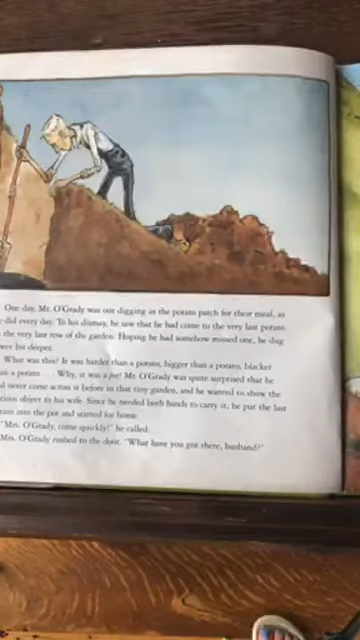 One day, Mr. O'Grady was out digging in the potato patch for their meal, as
did every day. To his dismay, he saw that he had come to the very last potato
the very last row of the garden. Hoping he had somehow missed one, he dug
wee bit deeper.
What was this? It was harder than a potato, bigger than a potato, blacker
an a potato . . . Why, it was a pot! Mr. O'Grady was quite surprised that he
d never come across it before in that tiny garden, and he wanted to show the
rious object to his wife. Since he needed both hands to carry it, he put the last
tato into the pot and started for home.
"Mrs. O'Grady, come quickly!" he called.
Mrs. O'Grady rushed to the door. "What have you got there, husband?"